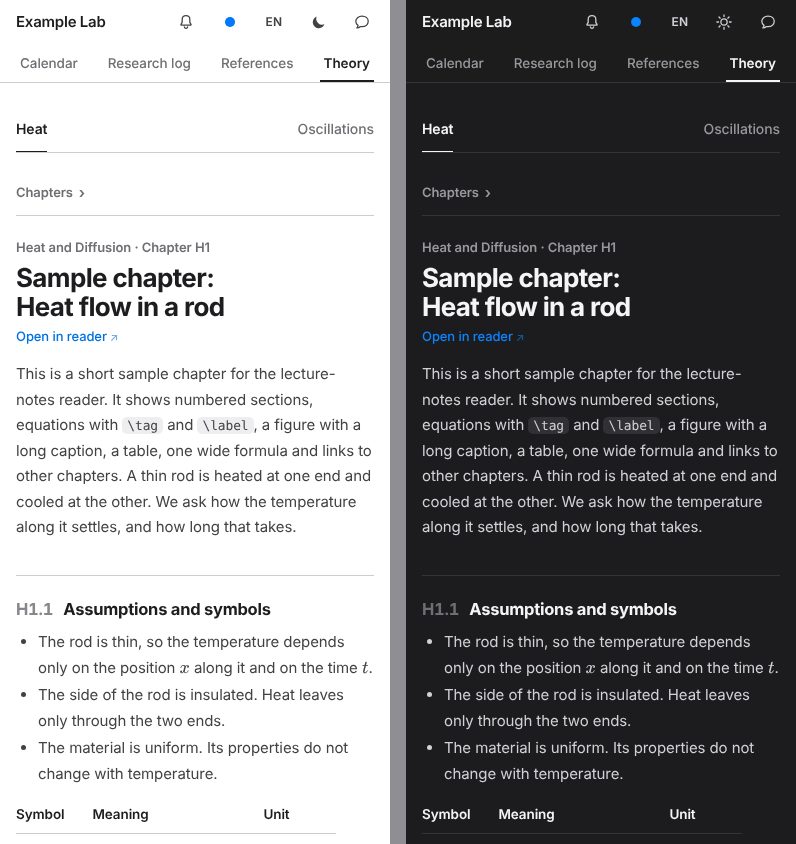 Example Lab
EN
Calendar Research log References Theory
Heat Oscillations
Chapters ›
Heat and Diffusion · Chapter H1
Sample chapter:
Heat flow in a rod
Open in reader ↗
This is a short sample chapter for the lecture-
notes reader. It shows numbered sections,
equations with \tag and \label, a figure with a
long caption, a table, one wide formula and links to
other chapters. A thin rod is heated at one end and
cooled at the other. We ask how the temperature
along it settles, and how long that takes.
H1.1 Assumptions and symbols
• The rod is thin, so the temperature depends
only on the position x along it and on the time t.
• The side of the rod is insulated. Heat leaves
only through the two ends.
• The material is uniform. Its properties do not
change with temperature.
Symbol Meaning Unit
Example Lab
EN
Calendar Research log References Theory
Heat Oscillations
Chapters ›
Heat and Diffusion · Chapter H1
Sample chapter:
Heat flow in a rod
Open in reader ↗
This is a short sample chapter for the lecture-
notes reader. It shows numbered sections,
equations with \tag and \label, a figure with a
long caption, a table, one wide formula and links to
other chapters. A thin rod is heated at one end and
cooled at the other. We ask how the temperature
along it settles, and how long that takes.
H1.1 Assumptions and symbols
• The rod is thin, so the temperature depends
only on the position x along it and on the time t.
• The side of the rod is insulated. Heat leaves
only through the two ends.
• The material is uniform. Its properties do not
change with temperature.
Symbol Meaning Unit